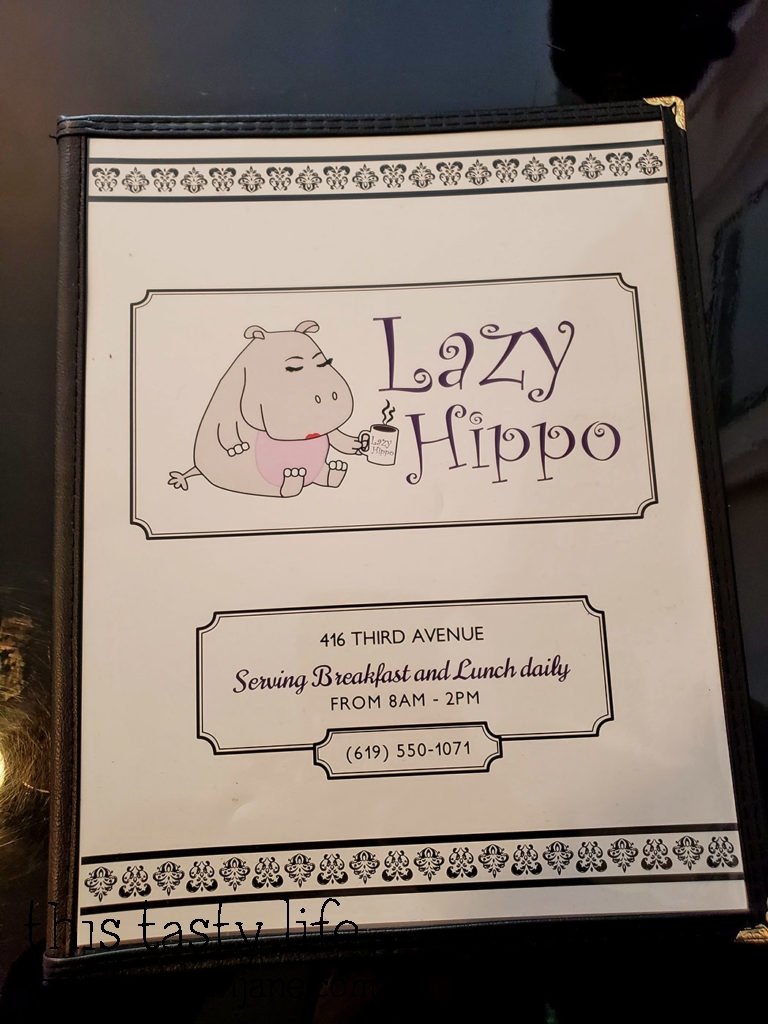 Lazy
Hippo
Lazy
Hippo
416 THIRD AVENUE
Serving Breakfast and Lunch daily
FROM 8AM - 2PM
(619) 550-1071
this tasty life